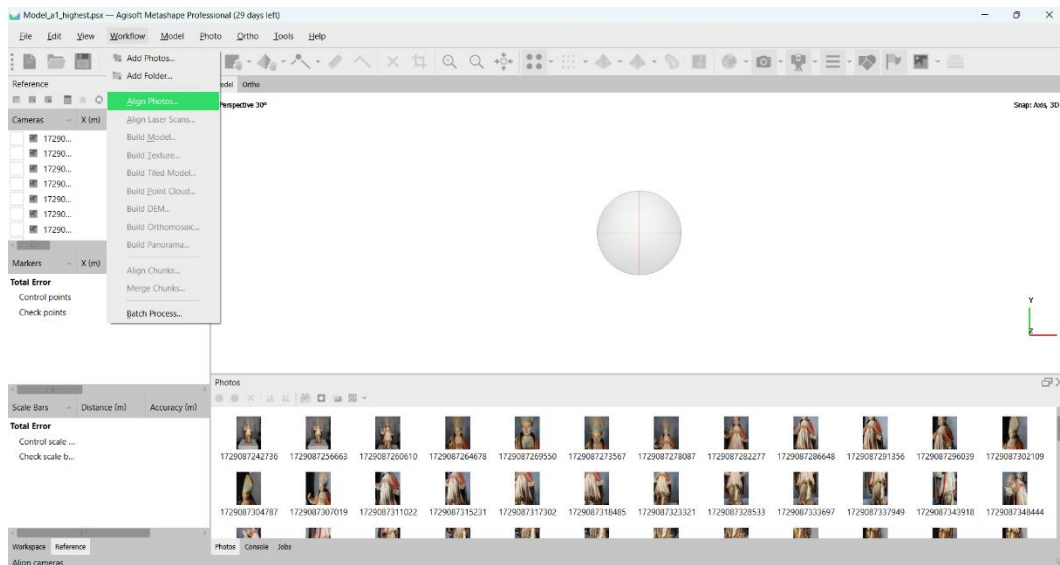 Model_a1_highest.psx — Agisoft Metashape Professional (29 days left)
File Edit View Workflow Model Photo Ortho Tools Help
Add Photos...
Add Folder...
Align Photos...
Align Laser Scans...
Build Model...
Build Texture...
Build Tiled Model...
Build Point Cloud...
Build DEM...
Build Orthomosaic...
Build Panorama...
Align Chunks...
Merge Chunks...
Batch Process...
Reference
Cameras X (m)
17290...
17290...
17290...
17290...
17290...
17290...
17290...
Markers X (m)
Total Error
Control points
Check points
Scale Bars Distance (m) Accuracy (m)
Total Error
Control scale ...
Check scale b...
Workspace Reference
Align cameras
odel Ortho
Perspective 30°
Snap: Axis, 3D
Y
Z
Photos
1729087242736 1729087256663 1729087260610 1729087264678 1729087269550 1729087273567 1729087278087 1729087282277 1729087286648 1729087291356 1729087296039 1729087302109
1729087304787 1729087307019 1729087311022 1729087315231 1729087317302 1729087318485 1729087323321 1729087328533 1729087333697 1729087337949 1729087343918 1729087348444
Photos Console Jobs